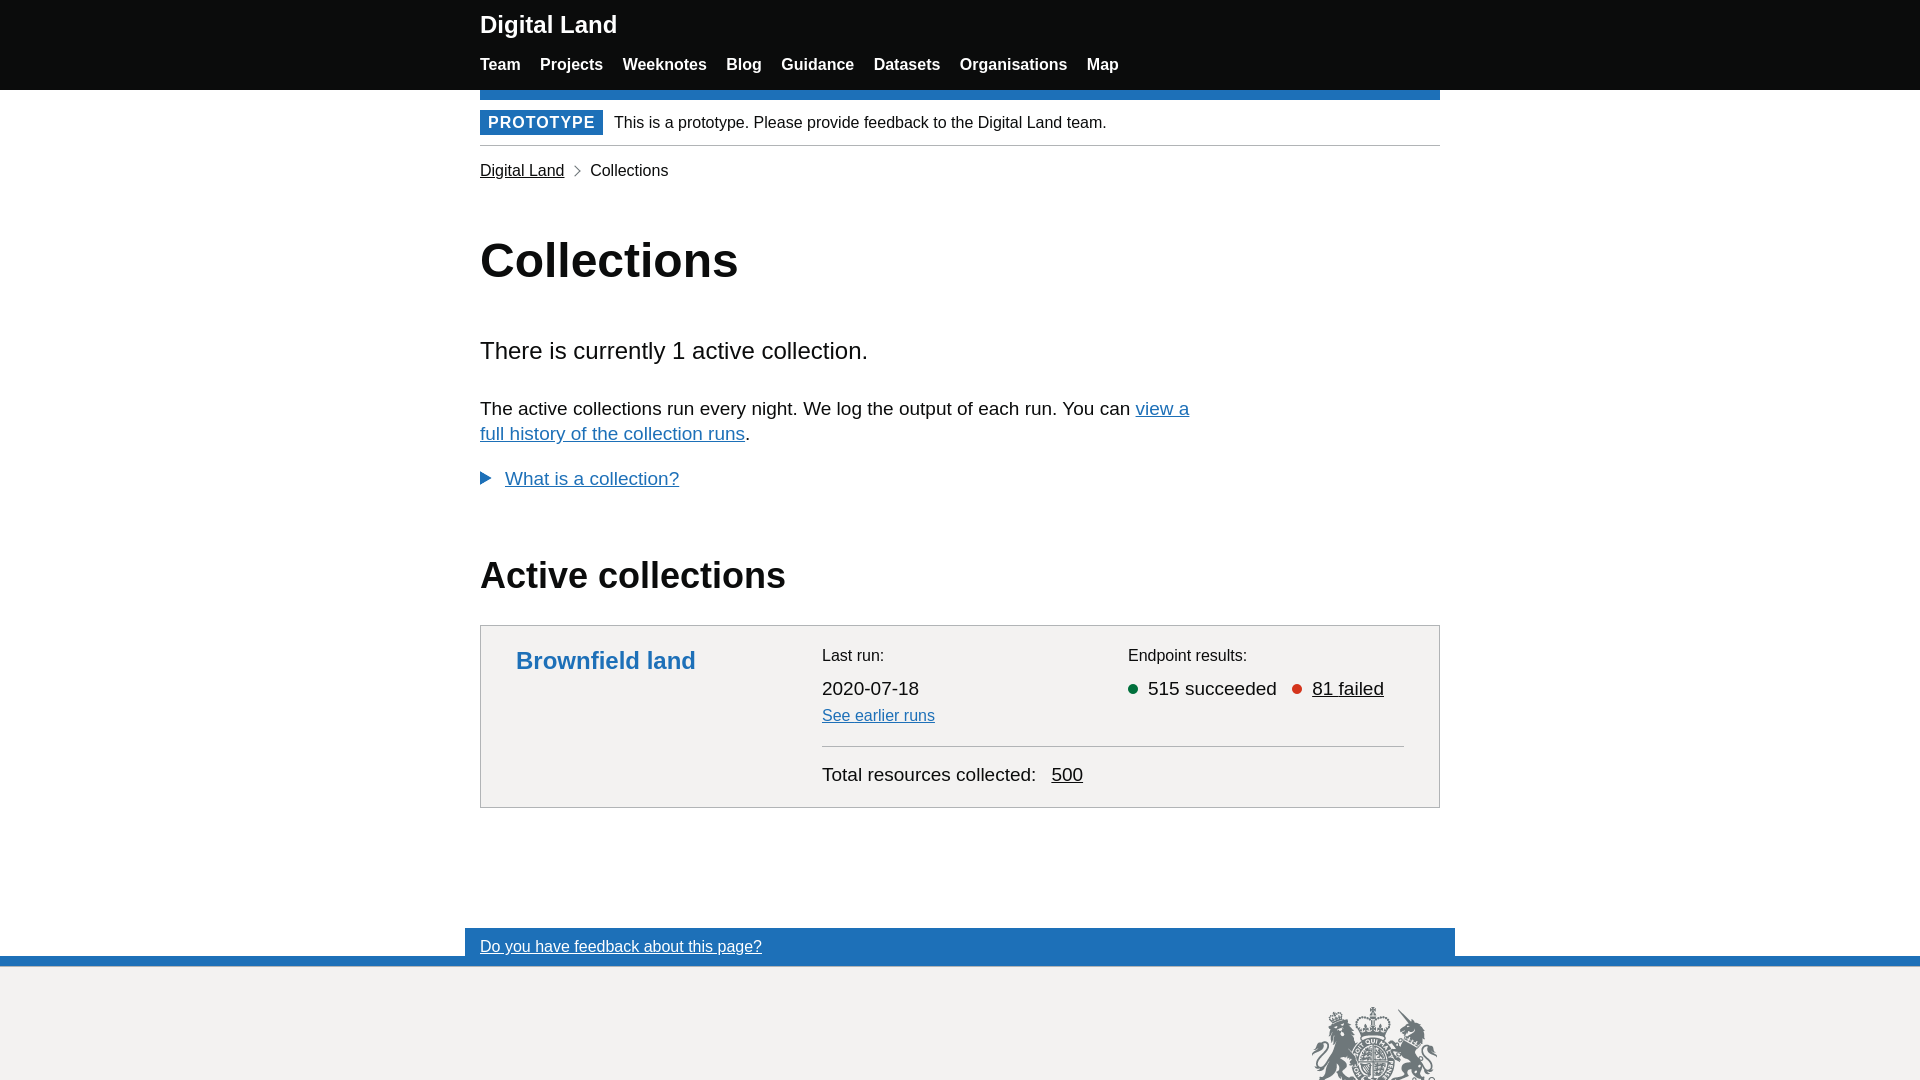 Digital Land
Team Projects Weeknotes Blog Guidance Datasets Organisations Map
PROTOTYPE This is a prototype. Please provide feedback to the Digital Land team.
Digital Land Collections
Collections
There is currently 1 active collection.
The active collections run every night. We log the output of each run. You can view a
full history of the collection runs.
What is a collection?
Active collections
Brownfield land
Last run:
2020-07-18
See earlier runs
Endpoint results:
515 succeeded 81 failed
Total resources collected: 500
Do you have feedback about this page?